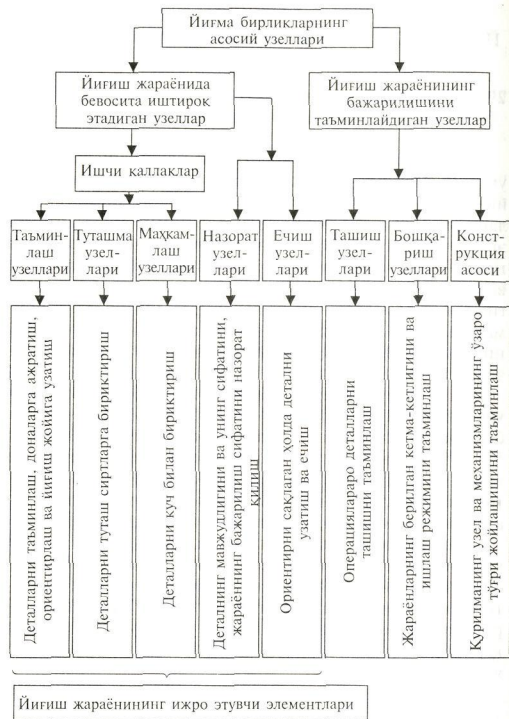 Йиғма бирликларнинг
асосий узеллари
Йиғиш жараёнида
бевосита иштироқ
этадиган узеллар
Йиғиш жараёнининг
бажарилишини
таъминлайдиган узеллар
Ишчи қаллаклар
Таъмин-
лаш
узеллари
Туташма
узел-
лари
Маҳкам-
лаш
узеллари
Назорат
узел-
лари
Ечиш
узел-
лари
Ташиш
узел-
лари
Бошқа-
риш
узеллари
Конст-
рукция
асоси
Деталларни таъминлаш, доналарга ажратиш,
ориентирлаш ва йиғиш жойига узатиш
Деталларни туташ сиртларга бириктириш
Деталларни куч билан бириктириш
Деталнинг мавжудлигини ва унинг сифатини,
жараённинг бажарилиш сифатини назорат
қилиш
Ориентирни сақлаган ҳолда детални
узатиш ва ечиш
Операциялараро деталларни
ташишни таъминлаш
Жараёнларнинг берилган кетма-кетлигини ва
ишлаш режимини таъминлаш
Қурилманинг узел ва механизмларининг ўзаро
тўғри жойлашишини таъминлаш
Йиғиш жараёнининг ижро этувчи элементлари